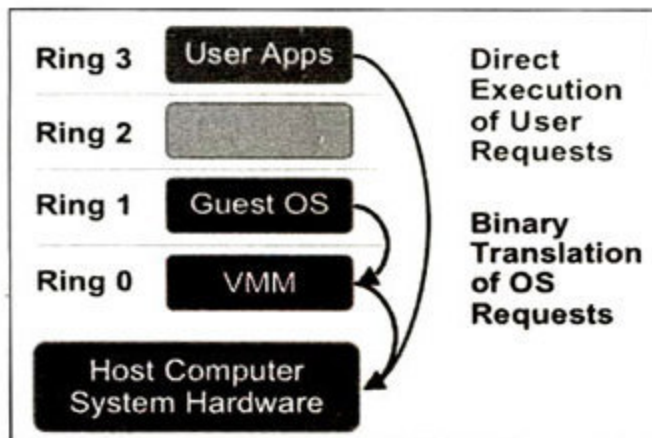 Ring 3
User Apps
Direct
Execution
of User
Requests
Ring 2
Ring 1
Guest OS
Binary
Translation
of OS
Requests
Ring 0
VMM
Host Computer
System Hardware